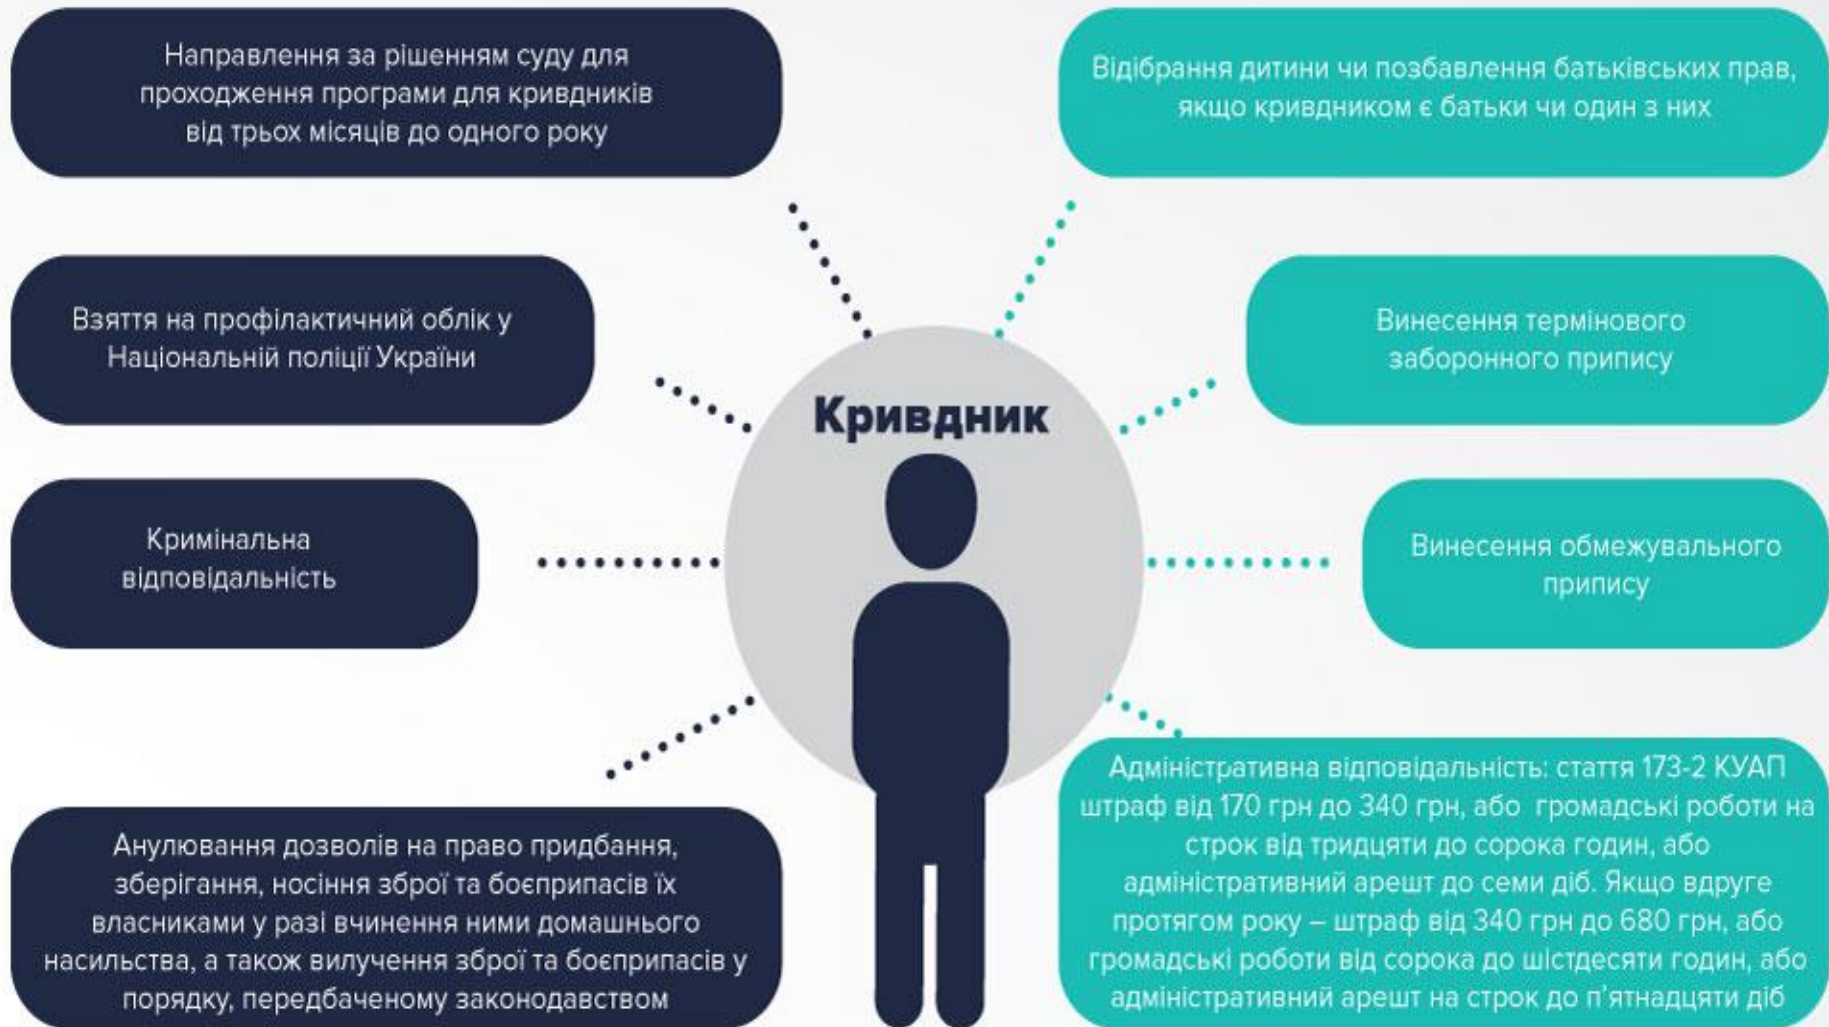 Направлення за рішенням суду для
проходження програми для кривдників
від трьох місяців до одного року
Відібрання дитини чи позбавлення батьківських прав,
якщо кривдником є батьки чи один з них
Взяття на профілактичний облік у
Національній поліції України
Винесення термінового
заборонного припису
Кривдник
Кримінальна
відповідальність
Винесення обмежувального
припису
Анулювання дозволів на право придбання,
зберігання, носіння зброї та боєприпасів їх
власниками у разі вчинення ними домашнього
насильства, а також вилучення зброї та боєприпасів у
порядку, передбаченому законодавством
Адміністративна відповідальність: стаття 173-2 КУАП
штраф від 170 грн до 340 грн, або громадські роботи на
строк від тридцяти до сорока годин, або
адміністративний арешт до семи діб. Якщо вдруге
протягом року – штраф від 340 грн до 680 грн, або
громадські роботи від сорока до шістдесяти годин, або
адміністративний арешт на строк до п'ятнадцяти діб